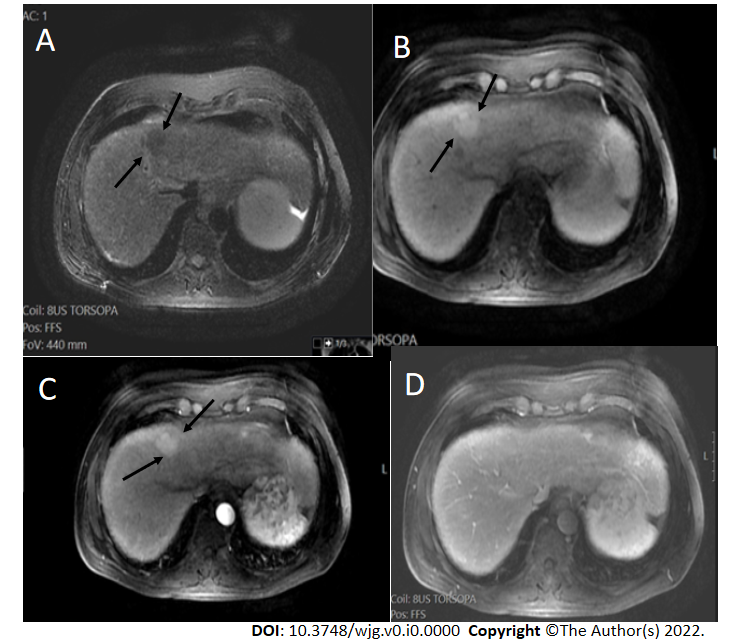 AC: 1
A
B
L
Coil: 8US TORSOPA
Pos: FFS
FoV: 440 mm
ORSOPA
C
D
L
L
Coil: 8US TORSOPA
Pos: FFS
DOI: 10.3748/wjg.v0.i0.0000 Copyright ©The Author(s) 2022.